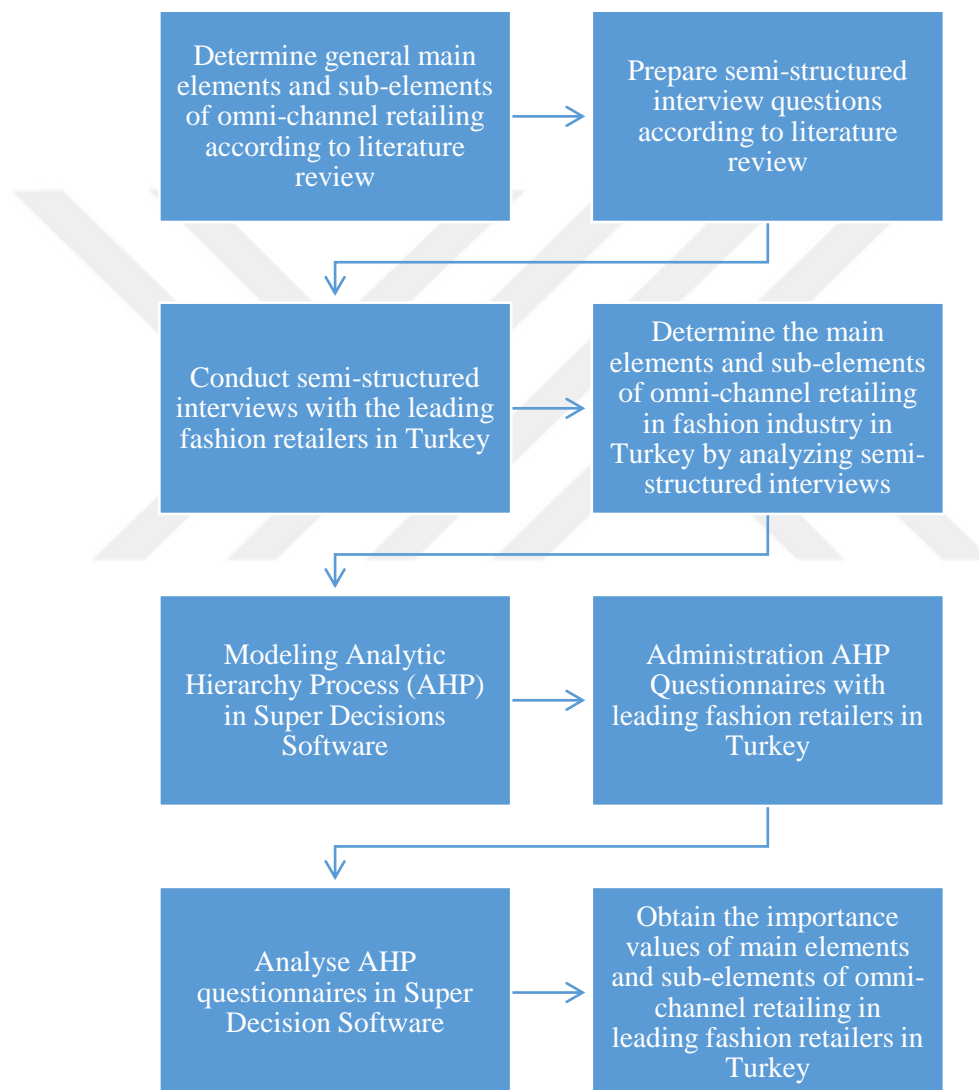 Determine general main
elements and sub-elements
of omni-channel retailing
according to literature
review
Prepare semi-structured
interview questions
according to literature
review
Conduct semi-structured
interviews with the leading
fashion retailers in Turkey
Determine the main
elements and sub-elements
of omni-channel retailing
in fashion industry in
Turkey by analyzing semi-
structured interviews
Modeling Analytic
Hierarchy Process (AHP)
in Super Decisions
Software
Administration AHP
Questionnaires with
leading fashion retailers in
Turkey
Analyse AHP
questionnaires in Super
Decision Software
Obtain the importance
values of main elements
and sub-elements of omni-
channel retailing in
leading fashion retailers in
Turkey